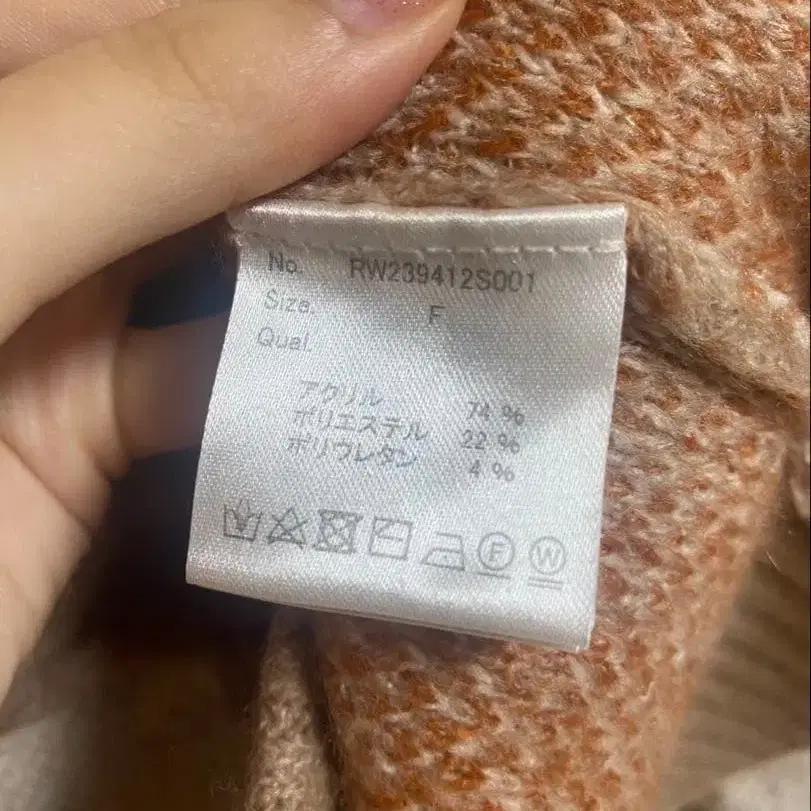 No. RW239412S001
Size. F
Qual.
アクリル 74 %
ポリエステル 22 %
ポリウレタン 4 %
F W